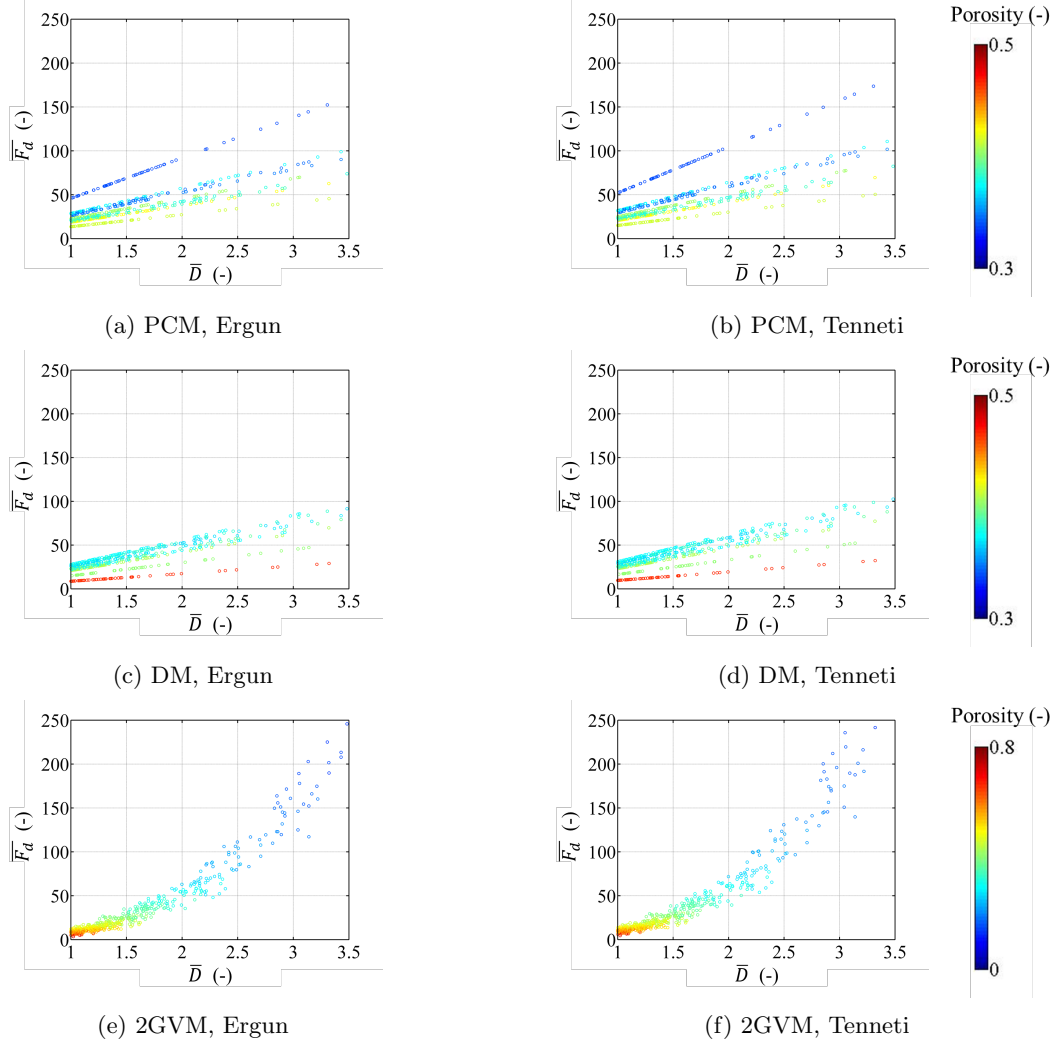 Porosity (-)
250
200
150
100
50
0
F̅d (-)
1 1.5 2 2.5 3 3.5
D̅ (-)
250
200
150
100
50
0
F̅d (-)
1 1.5 2 2.5 3 3.5
D̅ (-)
0.5
0.3
(a) PCM, Ergun
(b) PCM, Tenneti
Porosity (-)
250
200
150
100
50
0
F̅d (-)
1 1.5 2 2.5 3 3.5
D̅ (-)
250
200
150
100
50
0
F̅d (-)
1 1.5 2 2.5 3 3.5
D̅ (-)
0.5
0.3
(c) DM, Ergun
(d) DM, Tenneti
Porosity (-)
250
200
150
100
50
0
F̅d (-)
1 1.5 2 2.5 3 3.5
D̅ (-)
250
200
150
100
50
0
F̅d (-)
1 1.5 2 2.5 3 3.5
D̅ (-)
0.8
0
(e) 2GVM, Ergun
(f) 2GVM, Tenneti